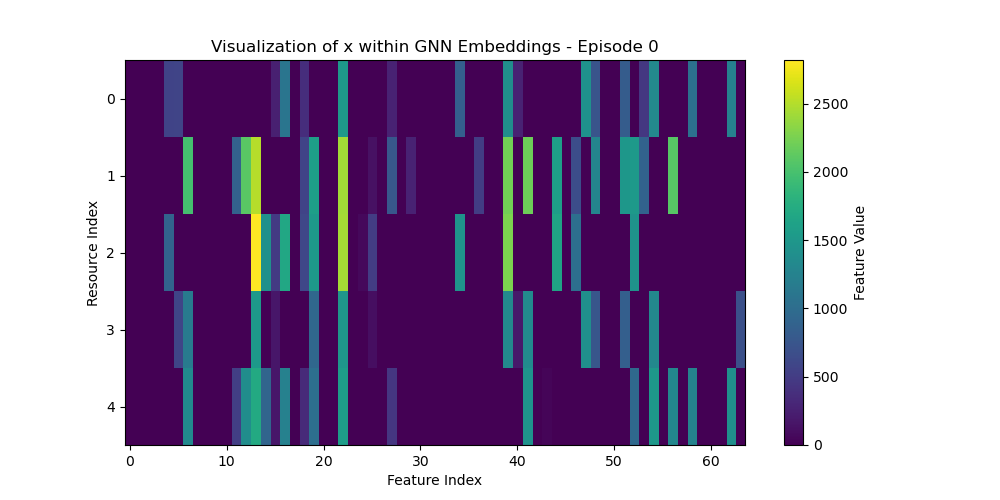 Visualization of x within GNN Embeddings - Episode 0
Resource Index
0
1
2
3
4
0 10 20 30 40 50 60
Feature Index
2500
2000
1500
1000
500
0
Feature Value